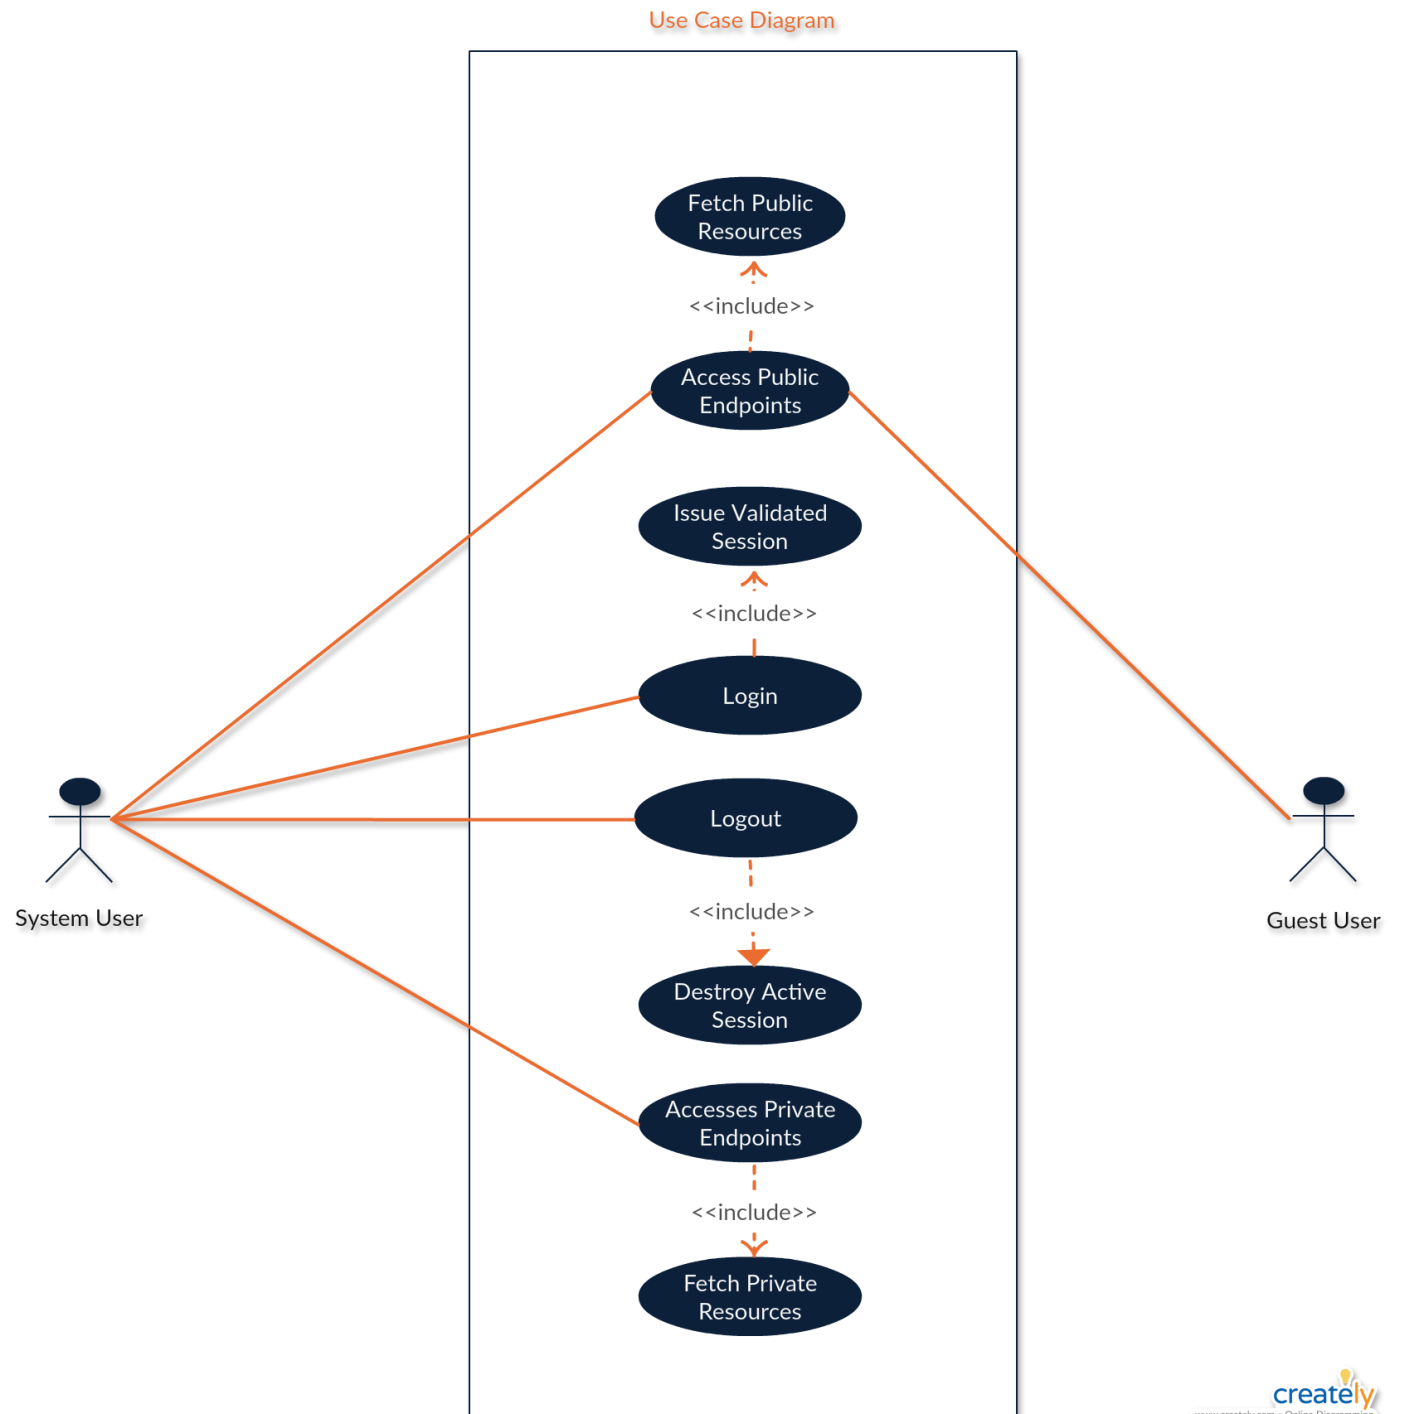 Use Case Diagram
Fetch Public
Resources
<<include>>
Access Public
Endpoints
Issue Validated
Session
<<include>>
Login
Logout
System User
<<include>>
Guest User
Destroy Active
Session
Accesses Private
Endpoints
<<include>>
Fetch Private
Resources
creately